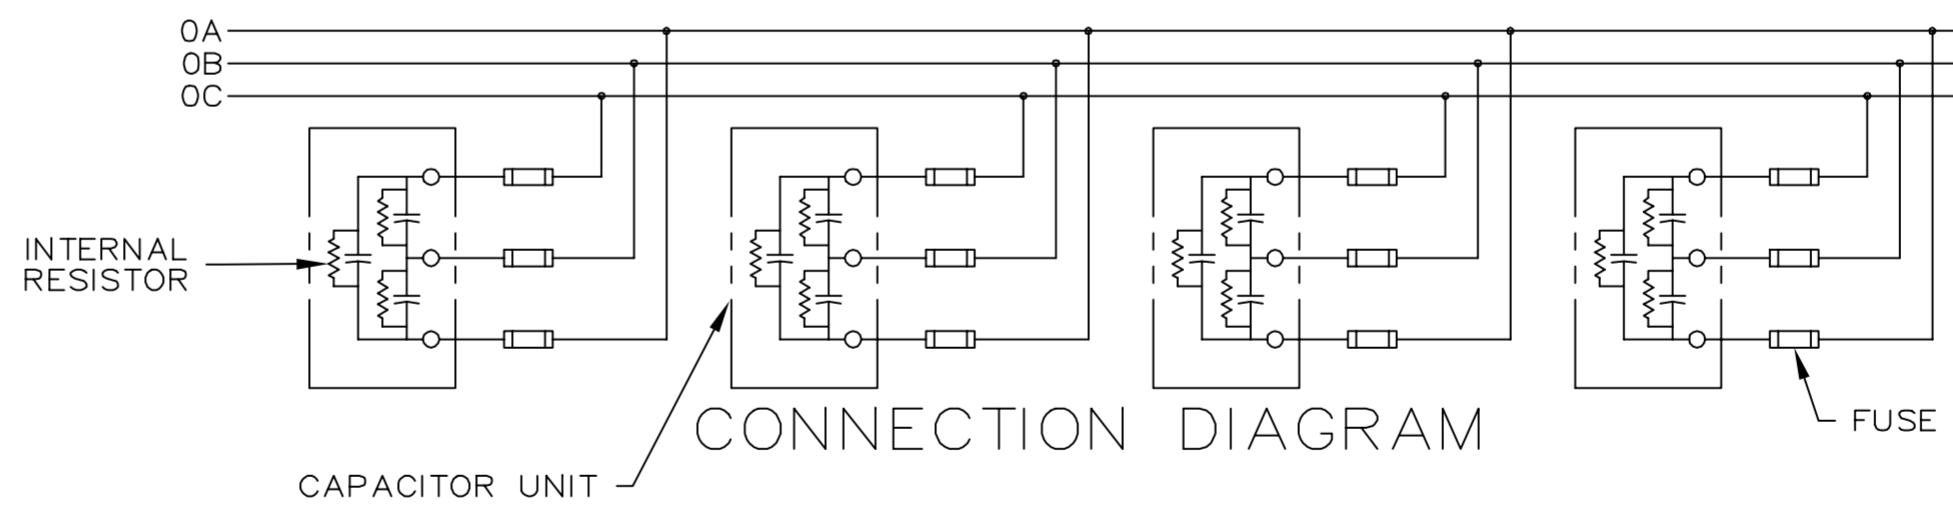 0A
0B
0C
INTERNAL
RESISTOR
CONNECTION DIAGRAM
FUSE
CAPACITOR UNIT